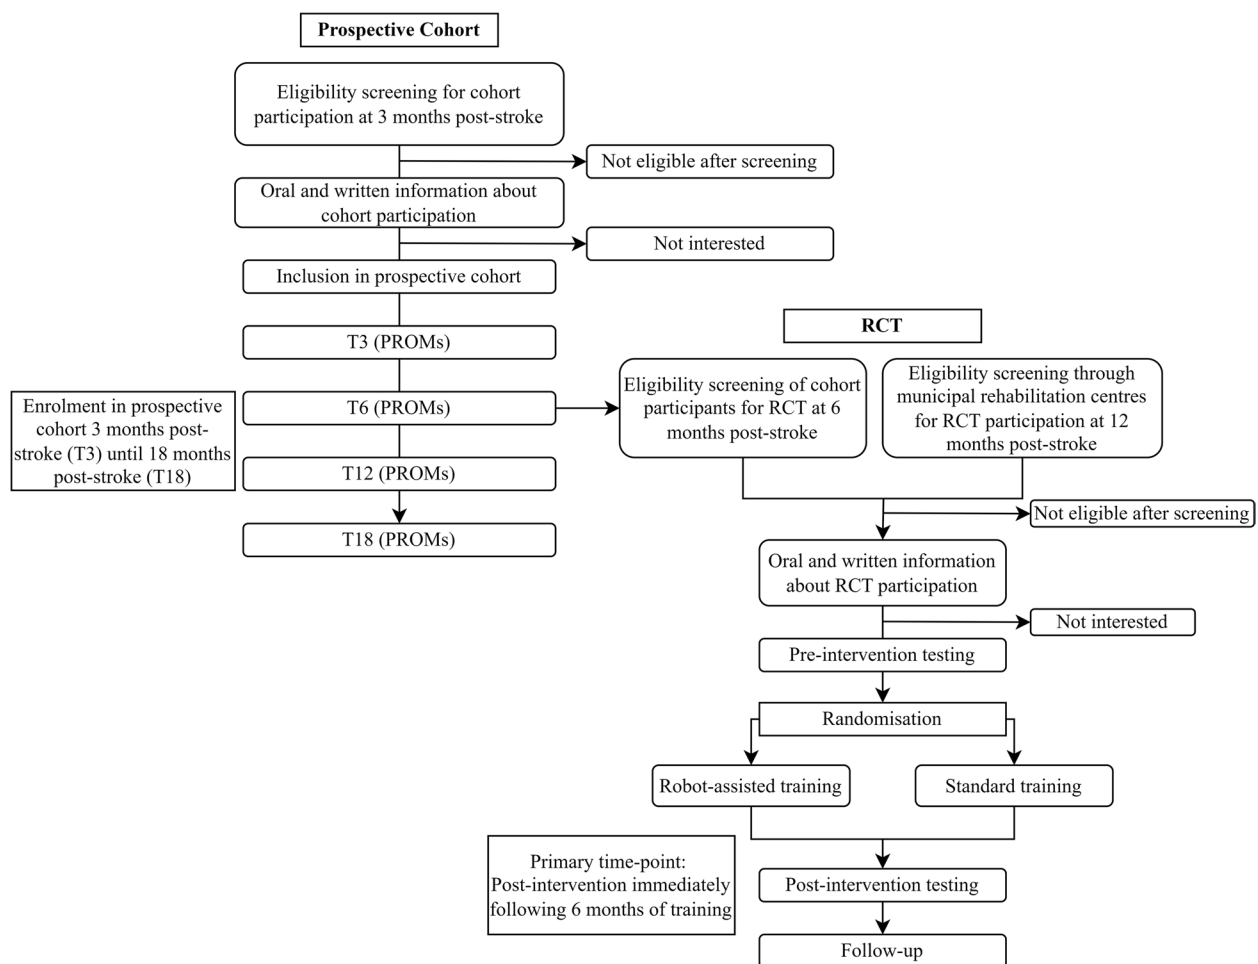 Prospective Cohort
Eligibility screening for cohort
participation at 3 months post-stroke
Not eligible after screening
Oral and written information about
cohort participation
Not interested
Inclusion in prospective cohort
T3 (PROMs)
Enrolment in prospective
cohort 3 months post-
stroke (T3) until 18 months
post-stroke (T18)
T6 (PROMs)
T12 (PROMs)
T18 (PROMs)
RCT
Eligibility screening of cohort
participants for RCT at 6
months post-stroke
Eligibility screening through
municipal rehabilitation centres
for RCT participation at 12
months post-stroke
Not eligible after screening
Oral and written information
about RCT participation
Not interested
Pre-intervention testing
Randomisation
Robot-assisted training
Standard training
Primary time-point:
Post-intervention immediately
following 6 months of training
Post-intervention testing
Follow-up